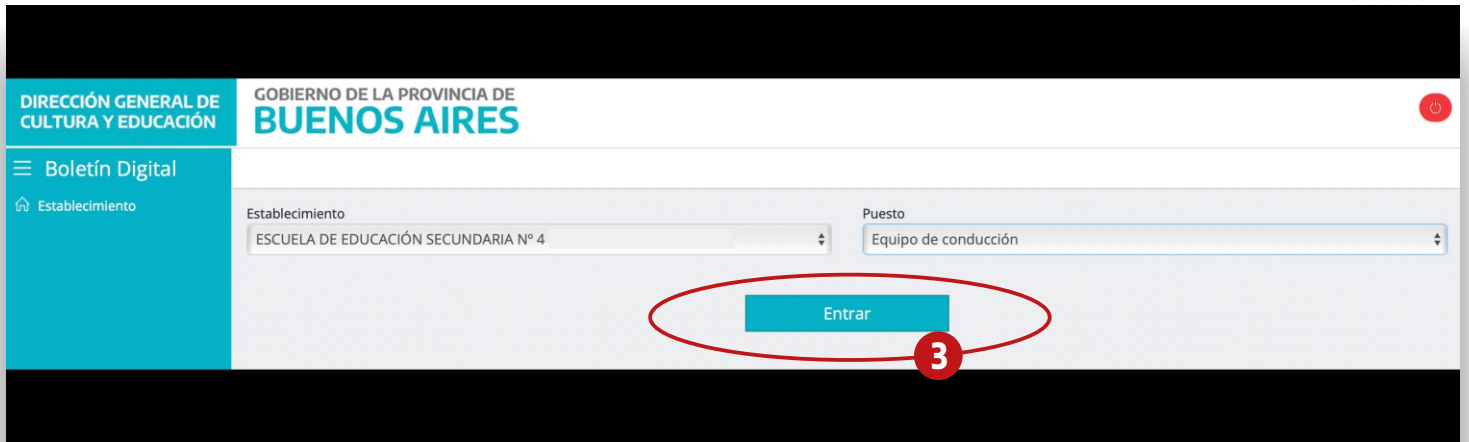 DIRECCIÓN GENERAL DE
CULTURA Y EDUCACIÓN
GOBIERNO DE LA PROVINCIA DE
BUENOS AIRES
Boletín Digital
Establecimiento
Establecimiento
Puesto
ESCUELA DE EDUCACIÓN SECUNDARIA Nº 4
Equipo de conducción
Entrar
3